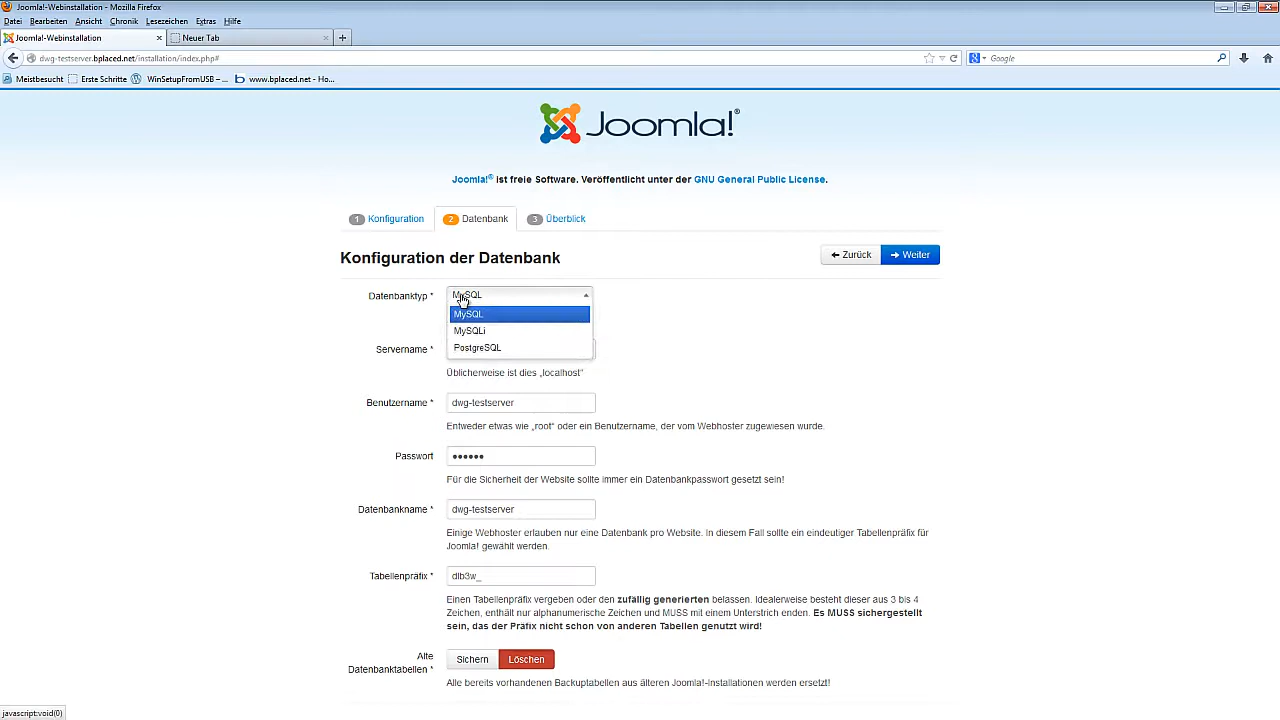 Joomla!-Webinstallation - Mozilla Firefox
Datei Bearbeiten Ansicht Chronik Lesezeichen Extras Hilfe
Joomla!-Webinstallation × Neuer Tab × +
dwg-testserver.bplaced.net/installation/index.php# Google
Meistbesucht Erste Schritte WinSetupFromUSB – ... www.bplaced.net - Ho...
Joomla!®
Joomla!® ist freie Software. Veröffentlicht unter der GNU General Public License.
1 Konfiguration 2 Datenbank 3 Überblick
Konfiguration der Datenbank Zurück Weiter
Datenbanktyp * MySQL
MySQL
MySQLi
PostgreSQL
Servername *
Üblicherweise ist dies „localhost“
Benutzername * dwg-testserver
Entweder etwas wie „root“ oder ein Benutzername, der vom Webhoster zugewiesen wurde.
Passwort ••••••
Für die Sicherheit der Website sollte immer ein Datenbankpasswort gesetzt sein!
Datenbankname * dwg-testserver
Einige Webhoster erlauben nur eine Datenbank pro Website. In diesem Fall sollte ein eindeutiger Tabellenpräfix für
Joomla! gewählt werden.
Tabellenpräfix * dlb3w_
Einen Tabellenpräfix vergeben oder den zufällig generierten belassen. Idealerweise besteht dieser aus 3 bis 4
Zeichen, enthält nur alphanumerische Zeichen und MUSS mit einem Unterstrich enden. Es MUSS sichergestellt
sein, das der Präfix nicht schon von anderen Tabellen genutzt wird!
Alte
Datenbanktabellen * Sichern Löschen
Alle bereits vorhandenen Backuptabellen aus älteren Joomla!-Installationen werden ersetzt!
javascript:void(0)